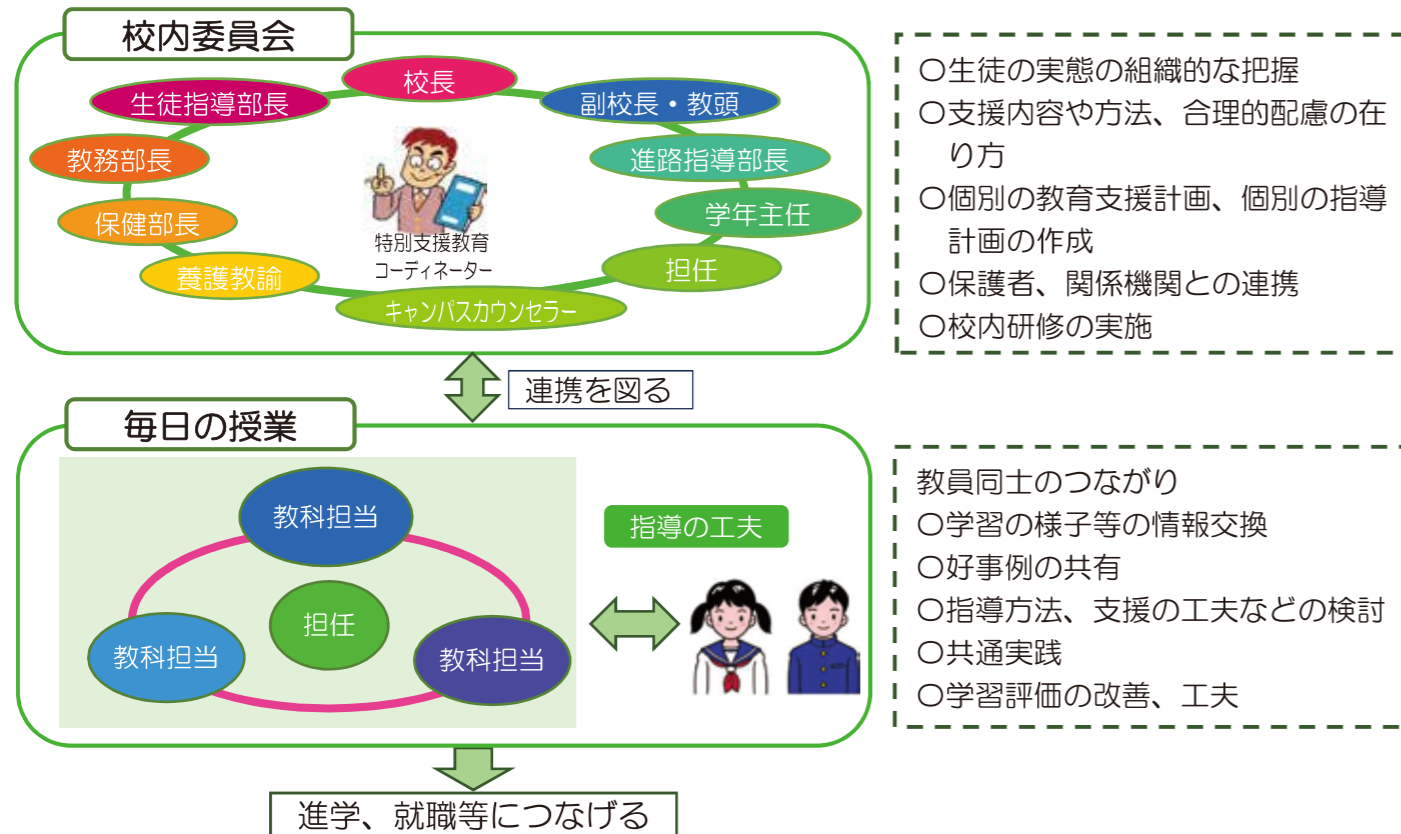 校内委員会
校長
生徒指導部長
副校長・教頭
教務部長
進路指導部長
保健部長
学年主任
特別支援教育
コーディネーター
養護教諭
担任
キャンパスカウンセラー
〇生徒の実態の組織的な把握
〇支援内容や方法、合理的配慮の在
り方
〇個別の教育支援計画、個別の指導
計画の作成
〇保護者、関係機関との連携
〇校内研修の実施
連携を図る
毎日の授業
教科担当
担任
教科担当
教科担当
指導の工夫
教員同士のつながり
〇学習の様子等の情報交換
〇好事例の共有
〇指導方法、支援の工夫などの検討
〇共通実践
〇学習評価の改善、工夫
進学、就職等につなげる